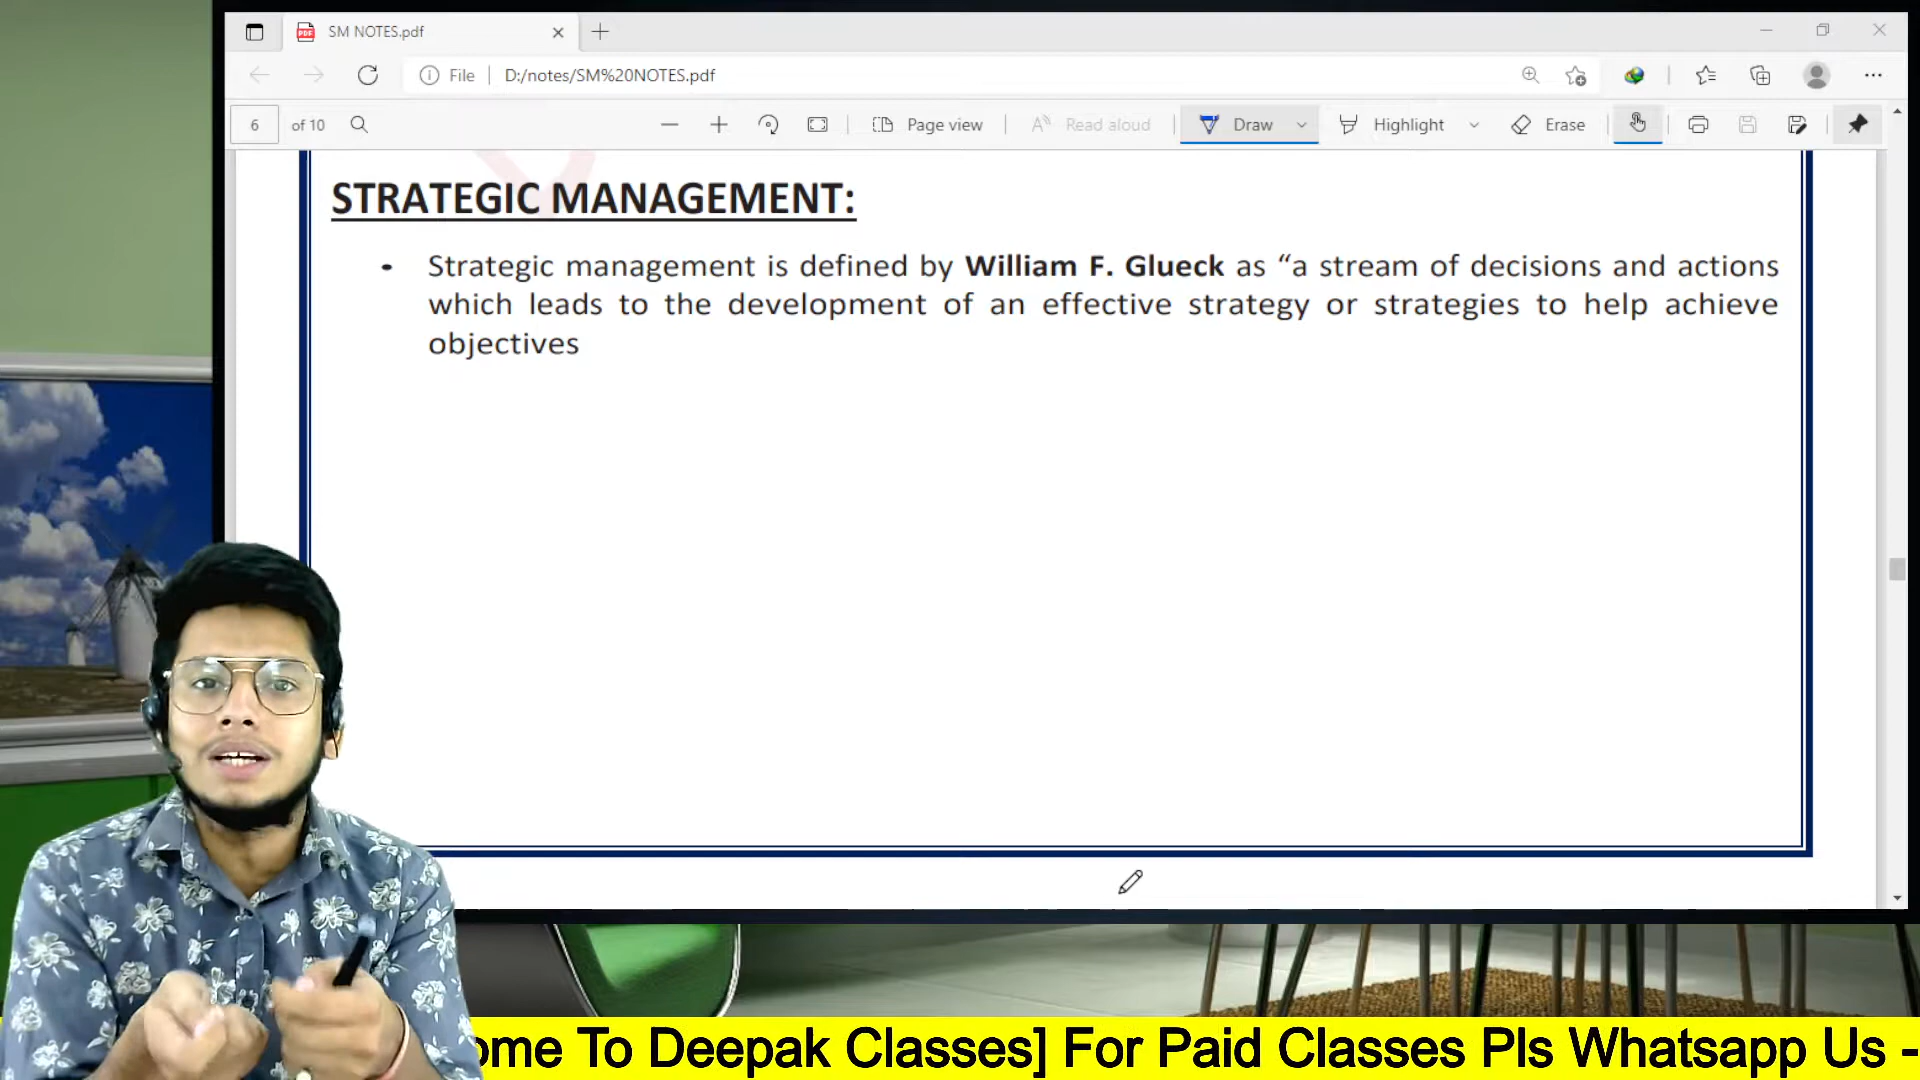 SM NOTES.pdf
File | D:/notes/SM%20NOTES.pdf
6 of 10 Page view Read aloud Draw Highlight Erase
STRATEGIC MANAGEMENT:
• Strategic management is defined by William F. Glueck as “a stream of decisions and actions
which leads to the development of an effective strategy or strategies to help achieve
objectives
ome To Deepak Classes] For Paid Classes Pls Whatsapp Us -